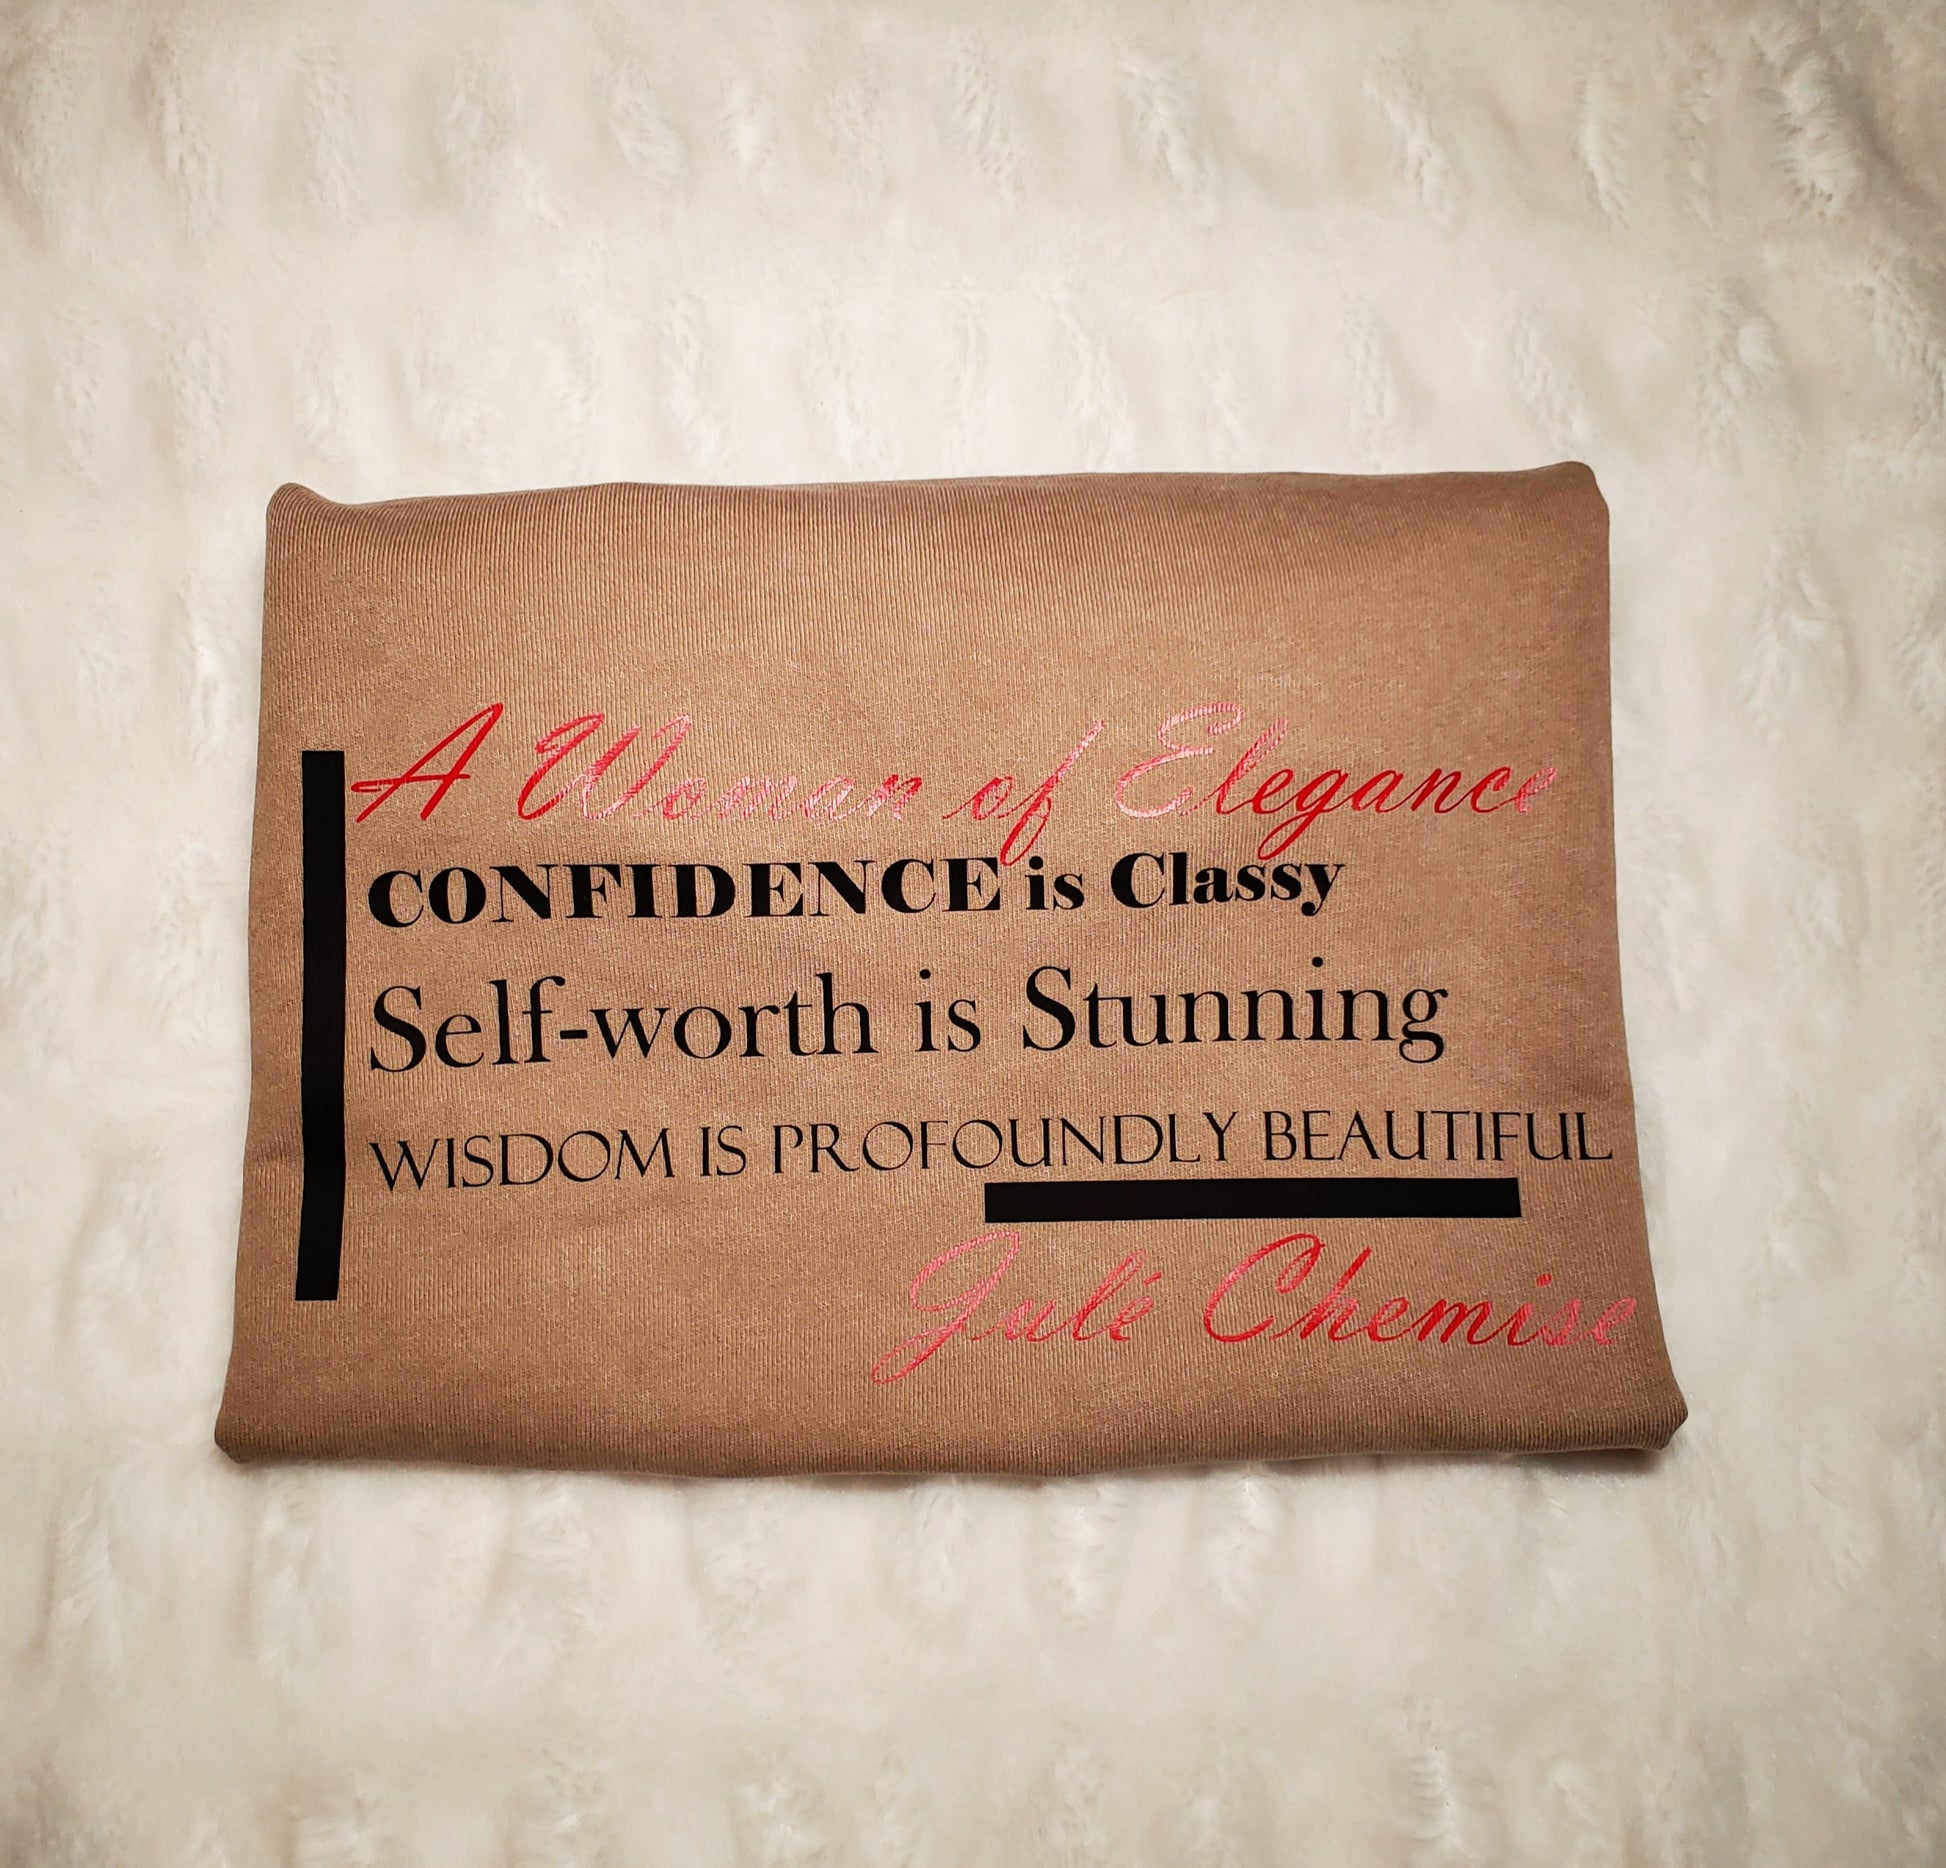 A Woman of Elegance
CONFIDENCE is Classy
Self-worth is Stunning
WISDOM IS PROFOUNDLY BEAUTIFUL
Julé Chemise